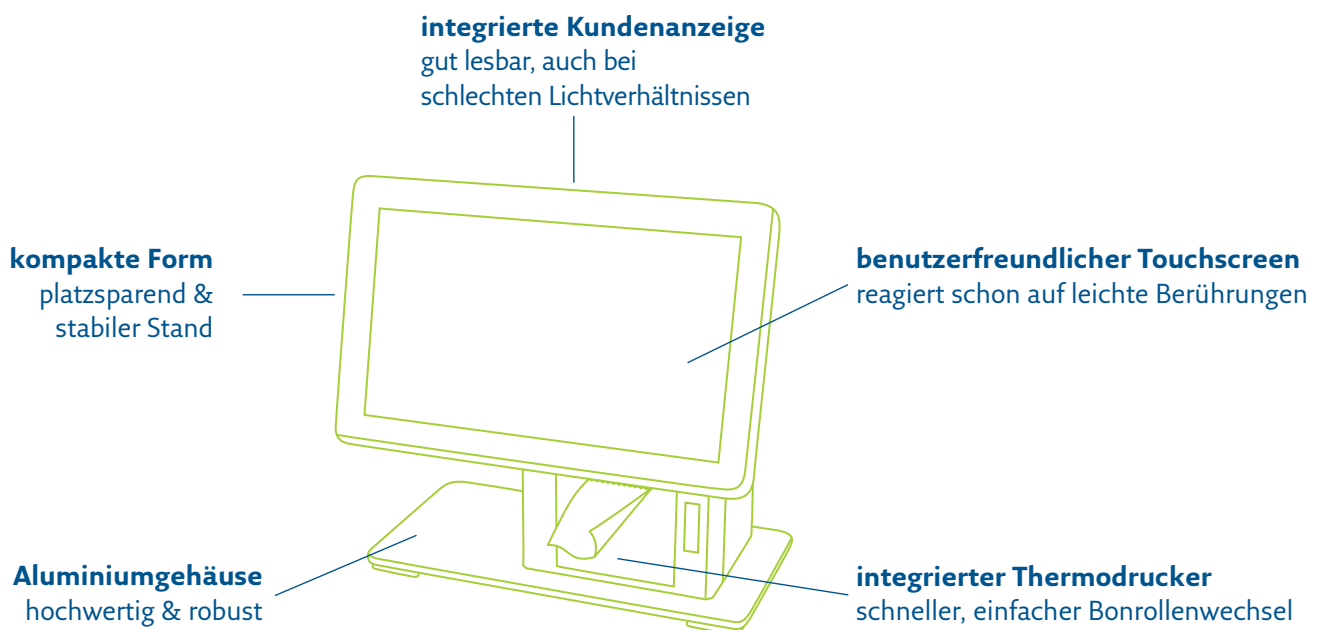 integrierte Kundenanzeige
gut lesbar, auch bei
schlechten Lichtverhältnissen
kompakte Form
platzsparend &
stabiler Stand
benutzerfreundlicher Touchscreen
reagiert schon auf leichte Berührungen
Aluminiumgehäuse
hochwertig & robust
integrierter Thermodrucker
schneller, einfacher Bonrollenwechsel